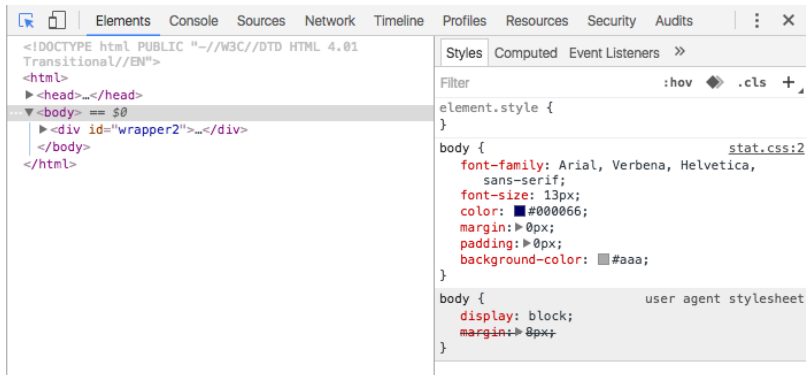 Elements Console Sources Network Timeline Profiles Resources Security Audits
<!DOCTYPE html PUBLIC "-//W3C//DTD HTML 4.01
Transitional//EN">
<html>
▶<head>…</head>
…▼<body> == $0
▶<div id="wrapper2">…</div>
</body>
</html>
Styles Computed Event Listeners »
Filter :hov .cls +
element.style {
}
body { stat.css:2
font-family: Arial, Verbena, Helvetica,
sans-serif;
font-size: 13px;
color: #000066;
margin:▶0px;
padding:▶0px;
background-color: #aaa;
}
body { user agent stylesheet
display: block;
margin:▶8px;
}